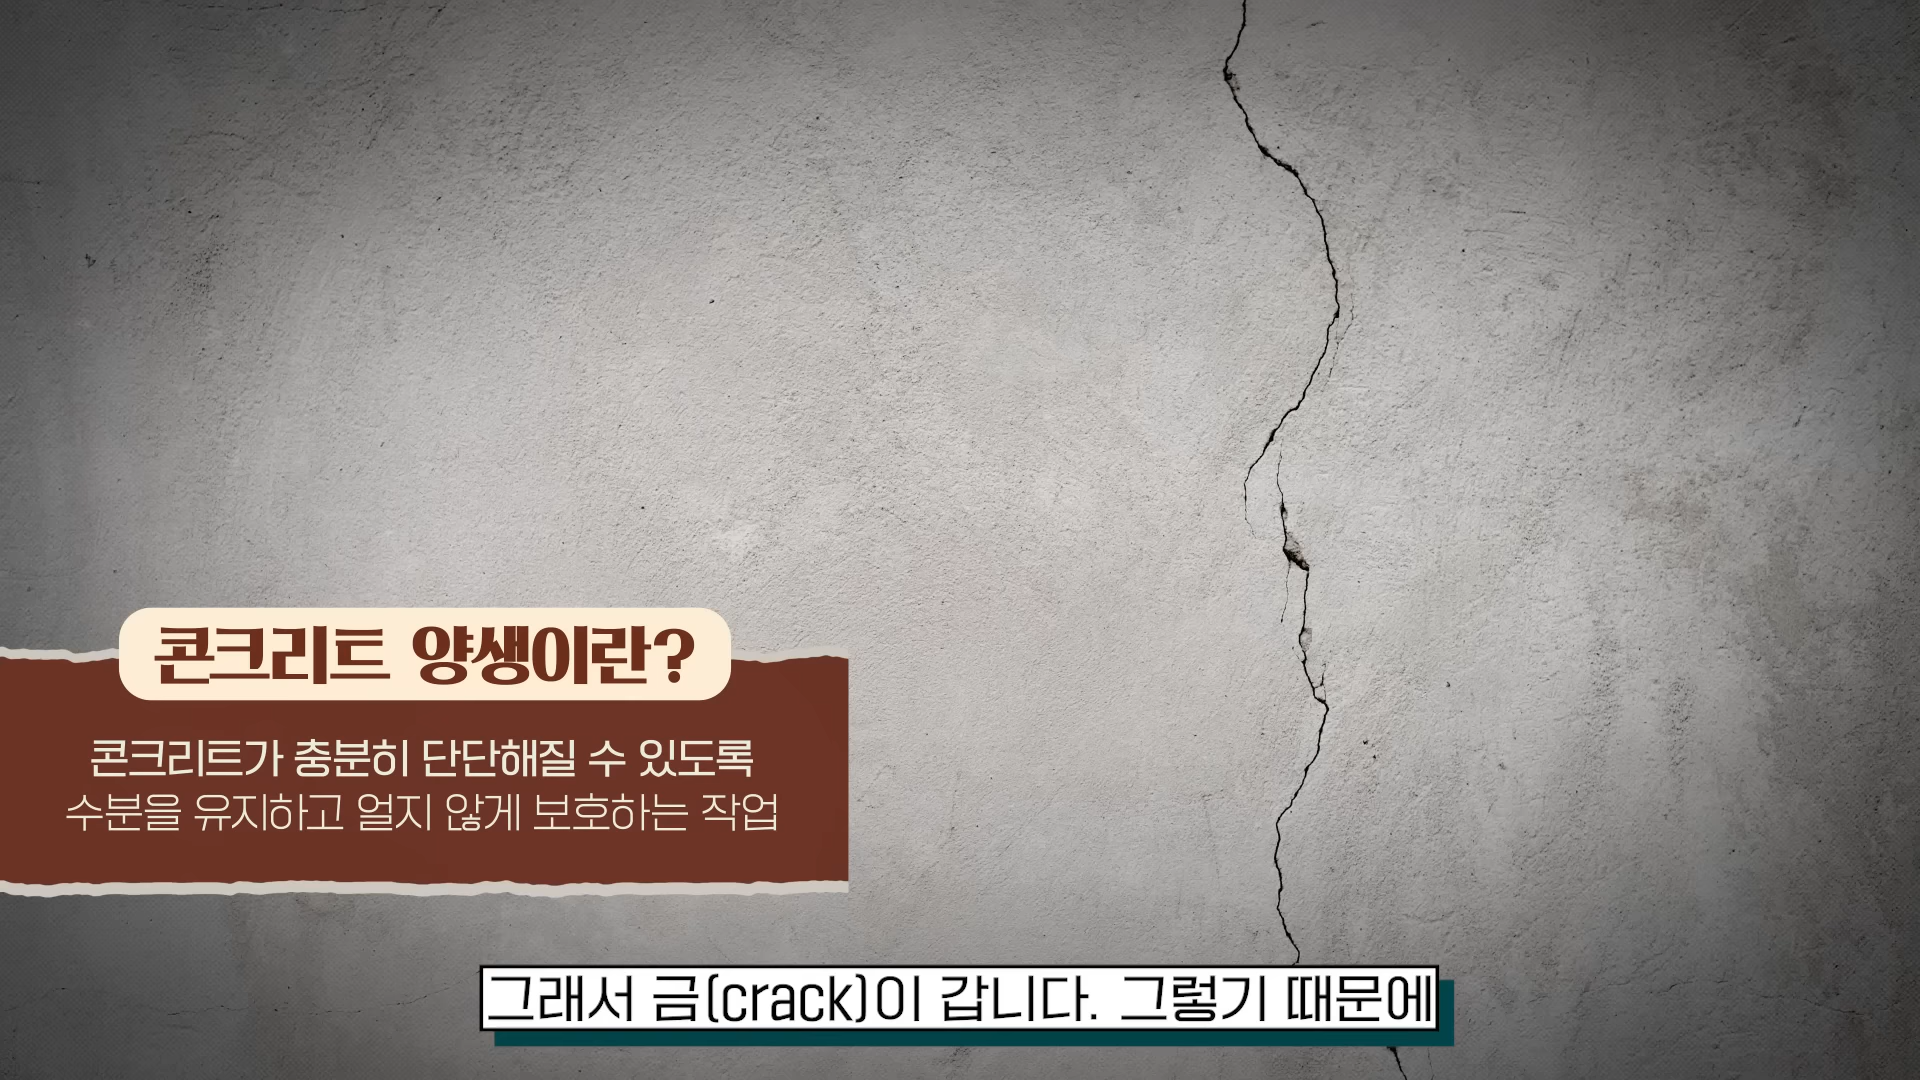 콘크리트 양생이란?
콘크리트가 충분히 단단해질 수 있도록
수분을 유지하고 얼지 않게 보호하는 작업
그래서 금(crack)이 갑니다. 그렇기 때문에